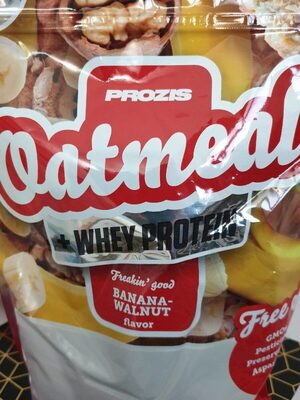 PROZIS
Oatmeal
+ WHEY PROTEIN
Freakin' good
BANANA-
WALNUT
flavor
Free
GMO
Pestic
Preserv
Aspa